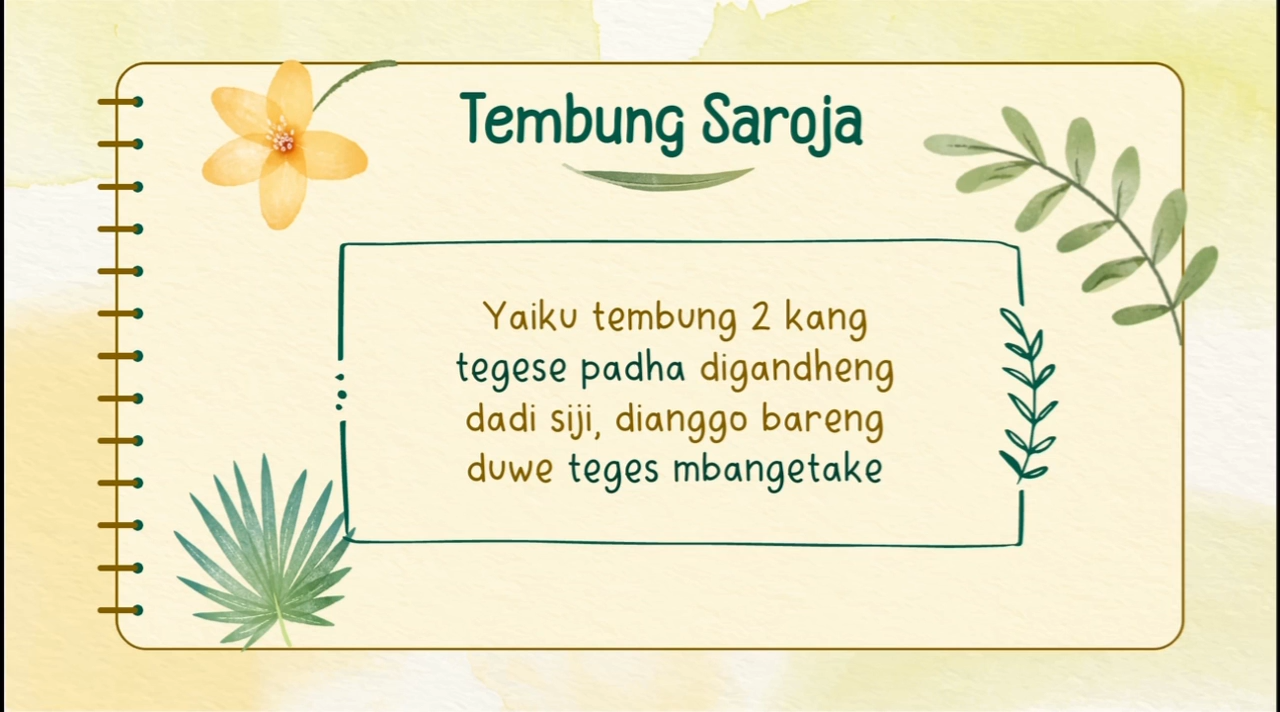 Tembung Saroja
Yaiku tembung 2 kang
tegese padha digandheng
dadi siji, dianggo bareng
duwe teges mbangetake